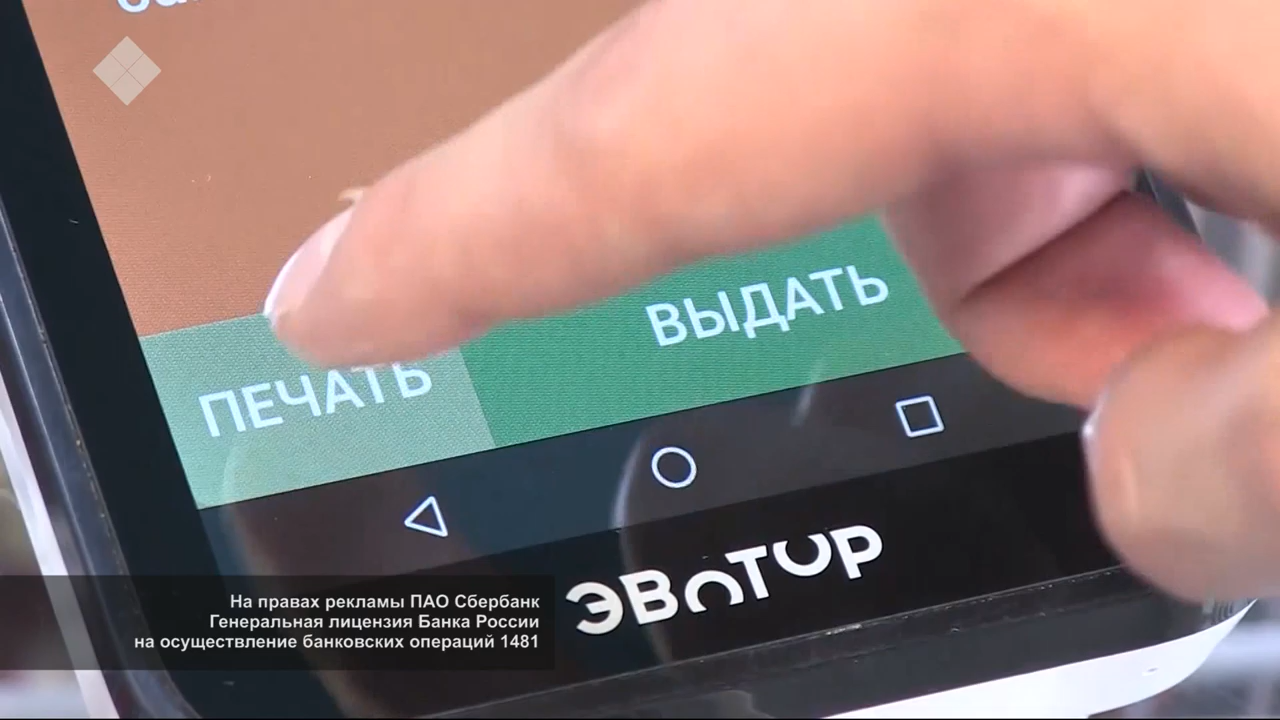 ВЫДАТЬ
ПЕЧАТЬ
ЭВОТОР
На правах рекламы ПАО Сбербанк
Генеральная лицензия Банка России
на осуществление банковских операций 1481